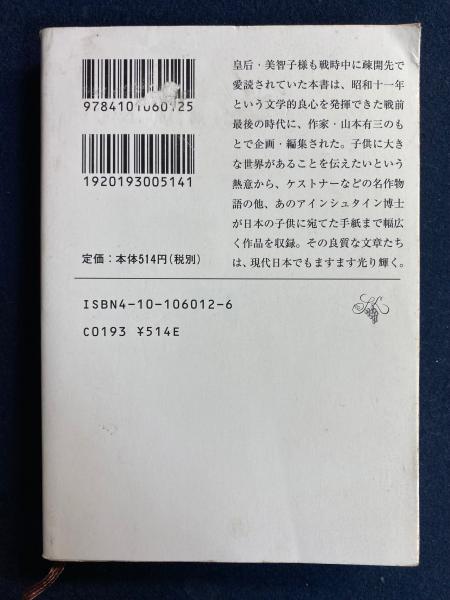 9784101060125
1920193005141
定価：本体514円（税別）
皇后・美智子様も戦時中に疎開先で
愛読されていた本書は、昭和十一年
という文学的良心を発揮できた戦前
最後の時代に、作家・山本有三のも
とで企画・編集された。子供に大き
な世界があることを伝えたいという
熱意から、ケストナーなどの名作物
語の他、あのアインシュタイン博士
が日本の子供に宛てた手紙まで幅広
く作品を収録。その良質な文章たち
は、現代日本でもますます光り輝く。
ISBN4-10-106012-6
C0193 ¥514E